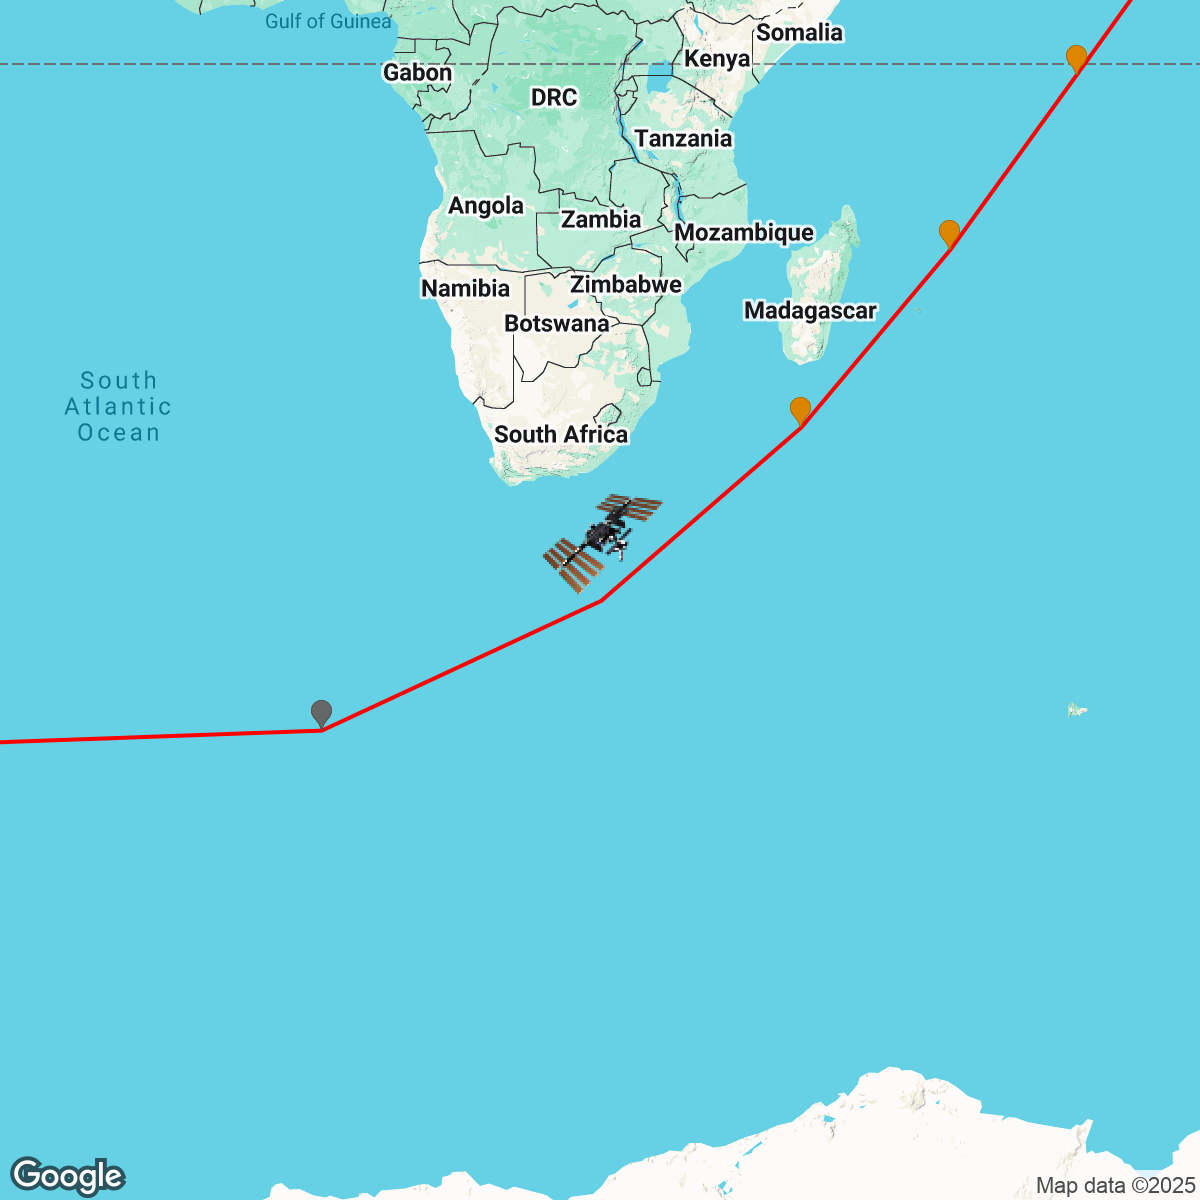 Gulf of Guinea
Somalia
Kenya
Gabon
DRC
Tanzania
Angola
Zambia
Mozambique
Namibia
Zimbabwe
Madagascar
Botswana
South
Atlantic
Ocean
South Africa
Google
Map data ©2025